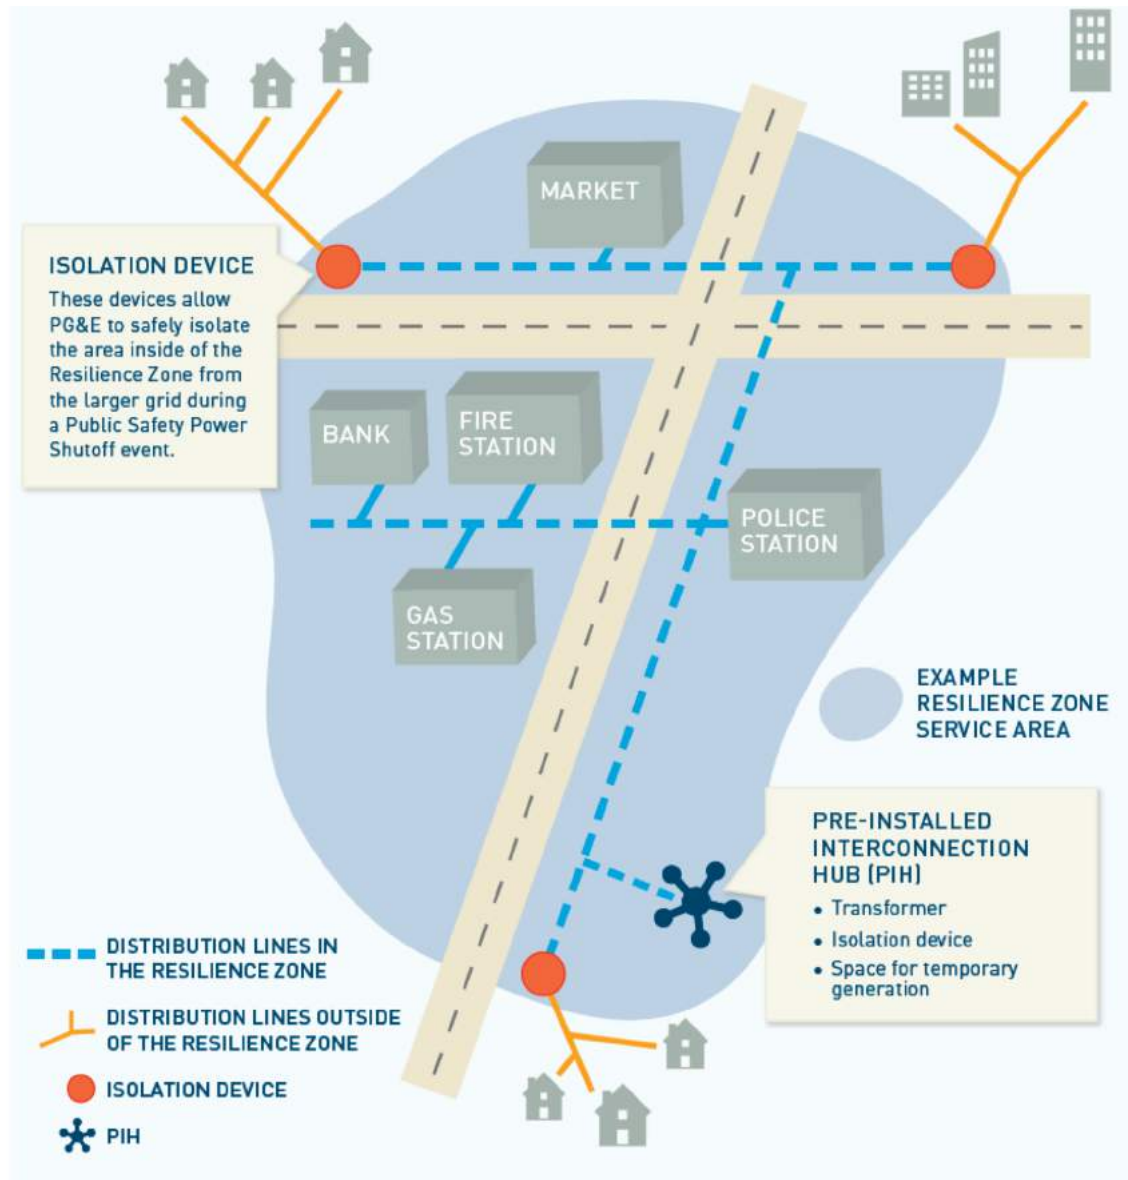 MARKET
ISOLATION DEVICE
These devices allow
PG&E to safely isolate
the area inside of the
Resilience Zone from
the larger grid during
a Public Safety Power
Shutoff event.
BANK
FIRE
STATION
POLICE
STATION
GAS
STATION
EXAMPLE
RESILIENCE ZONE
SERVICE AREA
PRE-INSTALLED
INTERCONNECTION
HUB (PIH)
• Transformer
• Isolation device
• Space for temporary
generation
DISTRIBUTION LINES IN
THE RESILIENCE ZONE
DISTRIBUTION LINES OUTSIDE
OF THE RESILIENCE ZONE
ISOLATION DEVICE
PIH